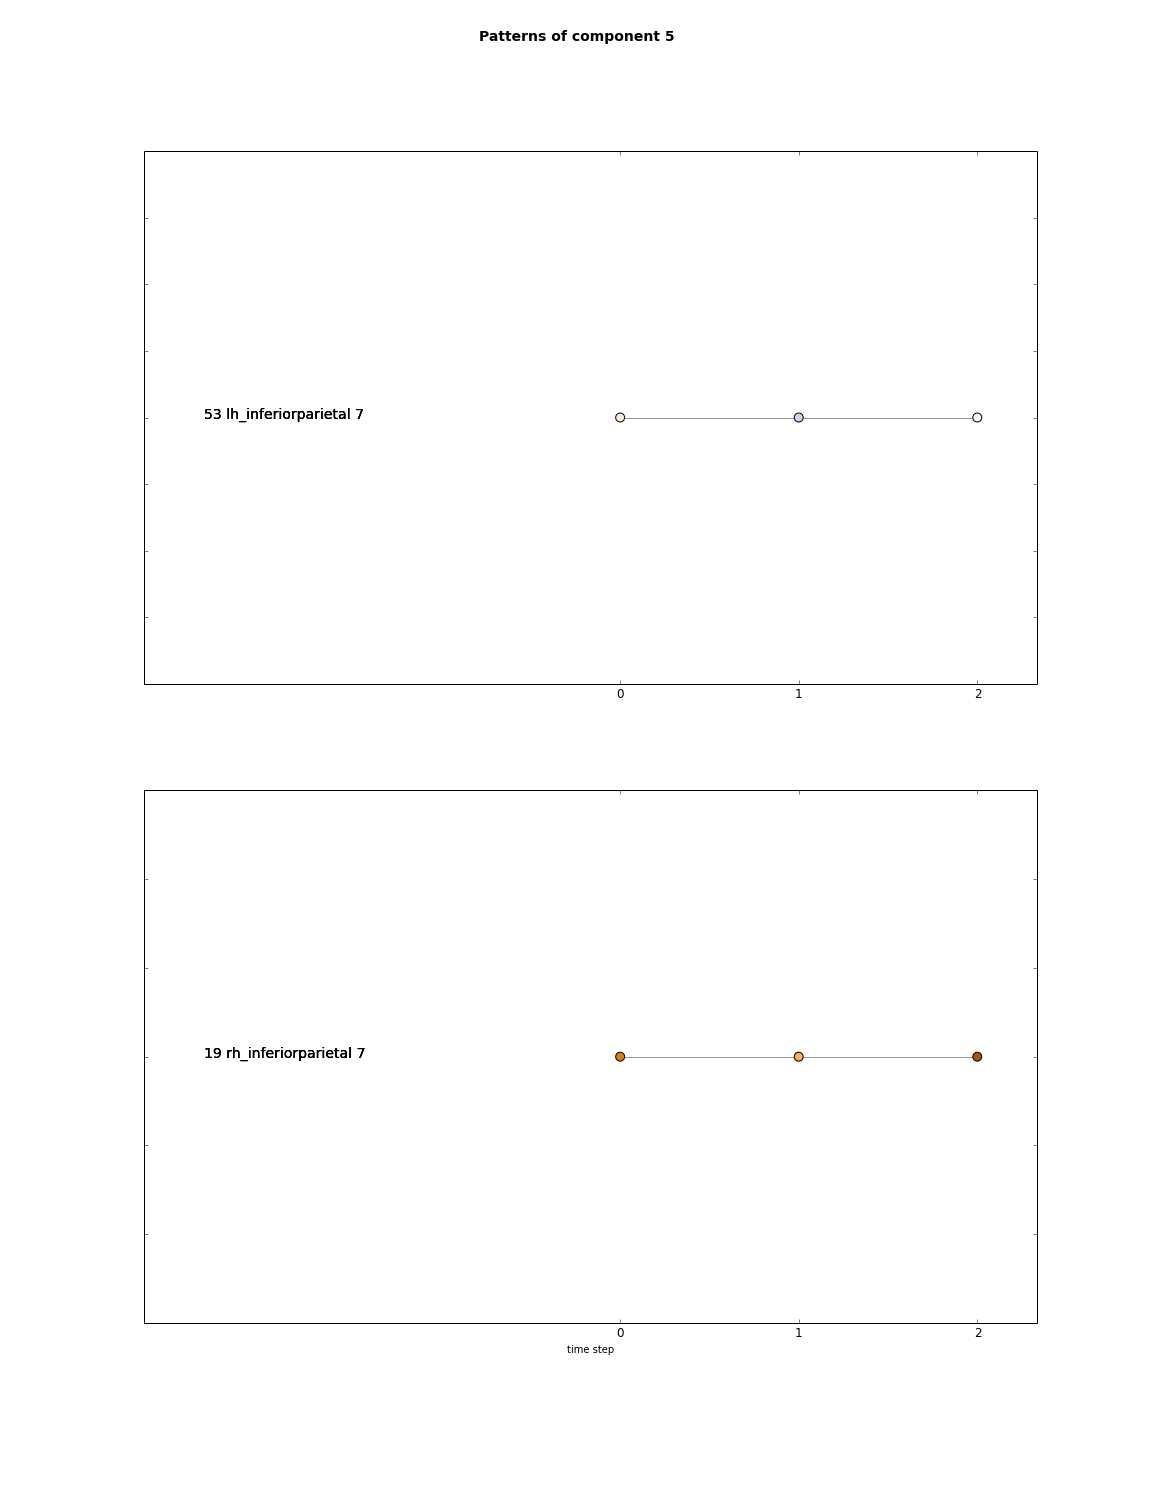 Patterns of component 5
53 lh_inferiorparietal 7
0 1 2
19 rh_inferiorparietal 7
0 1 2
time step